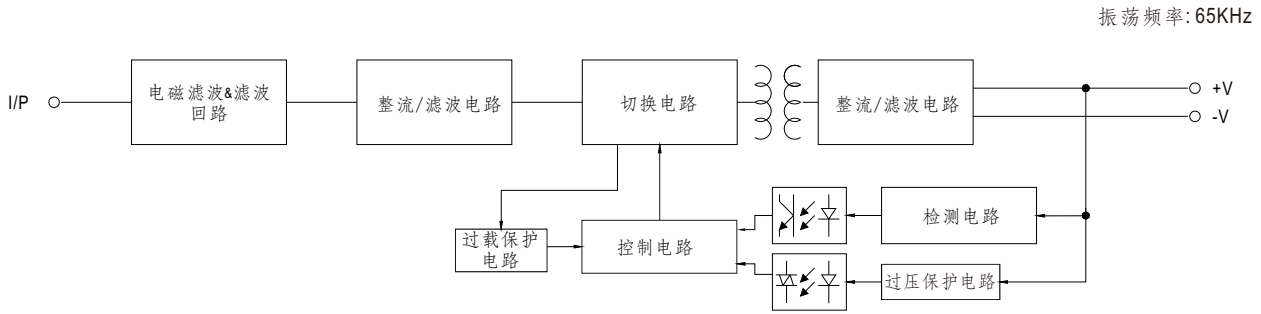 振荡频率: 65KHz
I/P
电磁滤波&滤波
回路
整流/滤波电路
切换电路
整流/滤波电路
+V
-V
过载保护
电路
控制电路
检测电路
过压保护电路